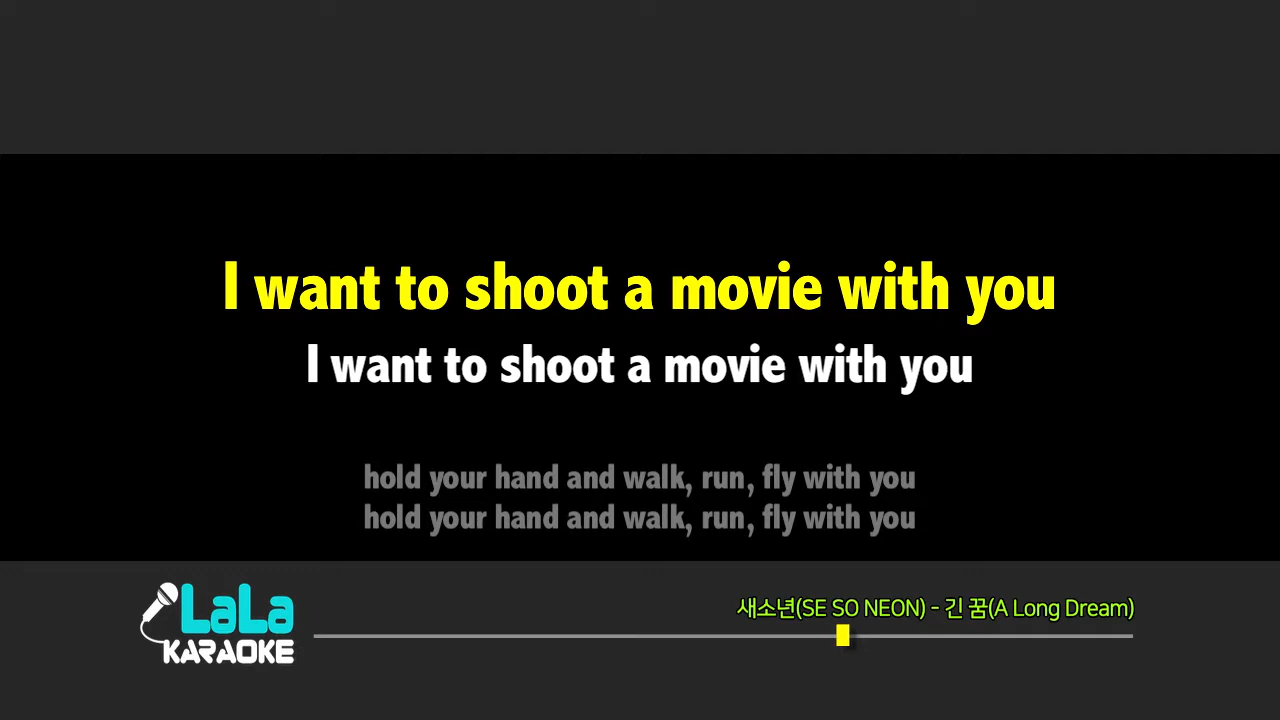 I want to shoot a movie with you
I want to shoot a movie with you
hold your hand and walk, run, fly with you
hold your hand and walk, run, fly with you
새소년(SE SO NEON) - 긴 꿈(A Long Dream)
LaLa
KARAOKE